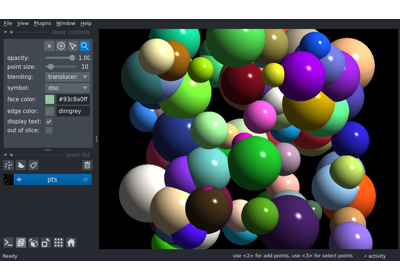 File View Plugins Window Help
layer controls
opacity: 1.00
point size: 10
blending: translucen
symbol: disc
face color: #93c8a0ff
edge color: dimgrey
display text:
out of slice:
layer list
pts
Ready use <2> for add points, use <3> for select points activity